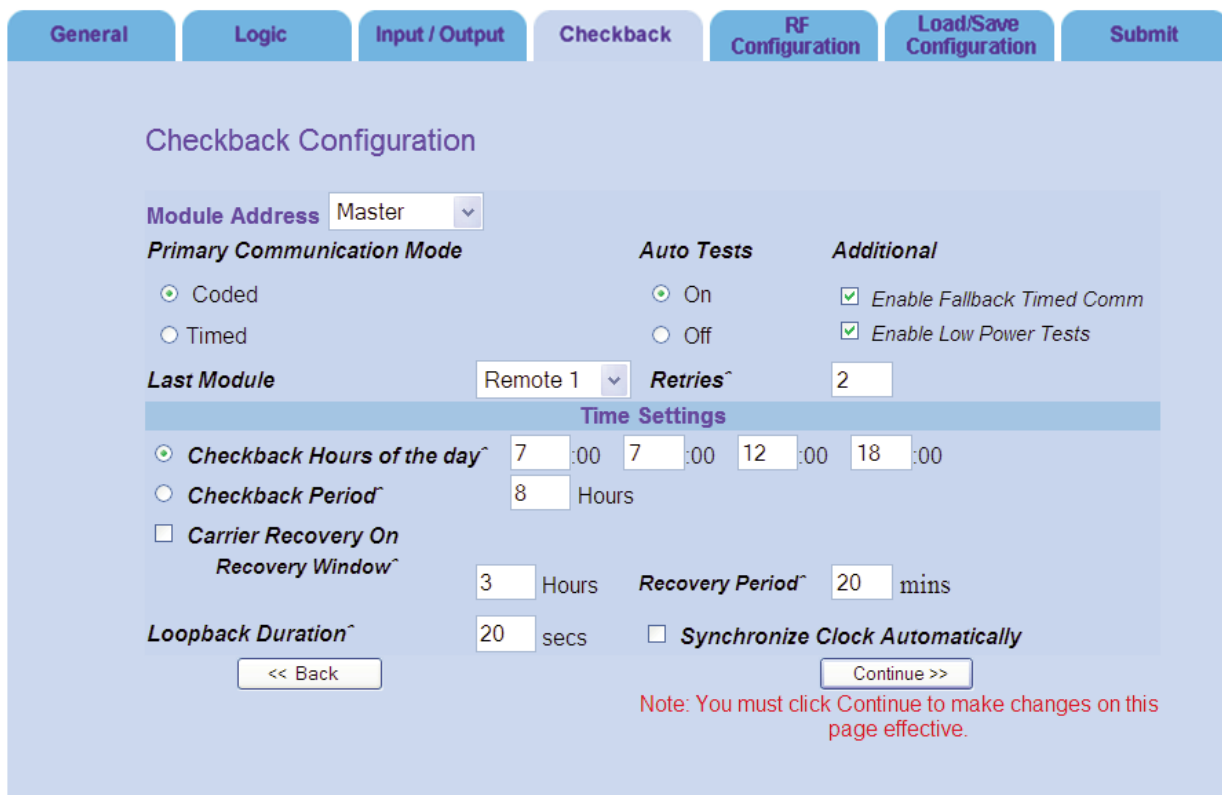 General Logic Input / Output Checkback RF Configuration Load/Save Configuration Submit
Checkback Configuration
Module Address Master
Primary Communication Mode Auto Tests Additional
Coded On Enable Fallback Timed Comm
Timed Off Enable Low Power Tests
Last Module Remote 1 Retries^ 2
Time Settings
Checkback Hours of the day^ 7 :00 7 :00 12 :00 18 :00
Checkback Period^ 8 Hours
Carrier Recovery On
Recovery Window^ 3 Hours Recovery Period^ 20 mins
Loopback Duration^ 20 secs Synchronize Clock Automatically
<< Back Continue >>
Note: You must click Continue to make changes on this
page effective.